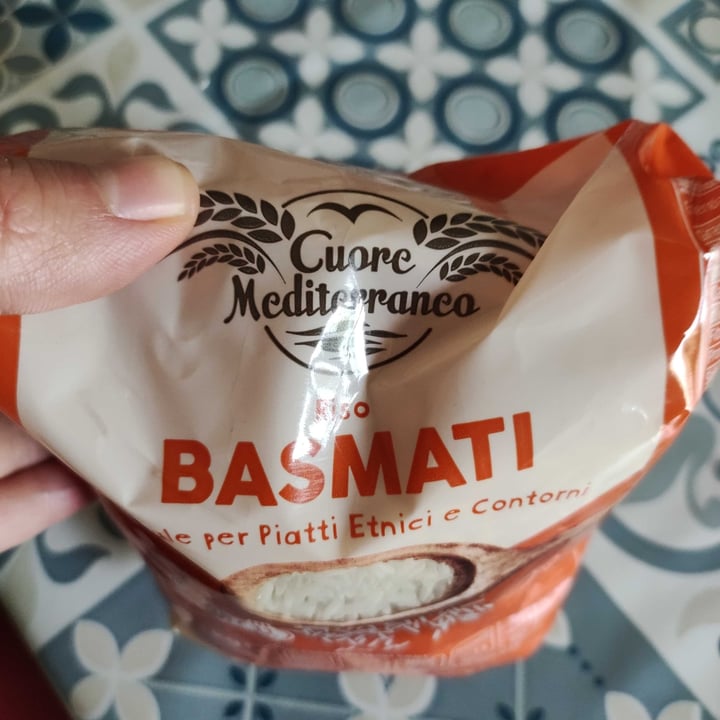 Cuore
Mediterraneo
Riso
BASMATI
per Piatti Etnici e Contorni